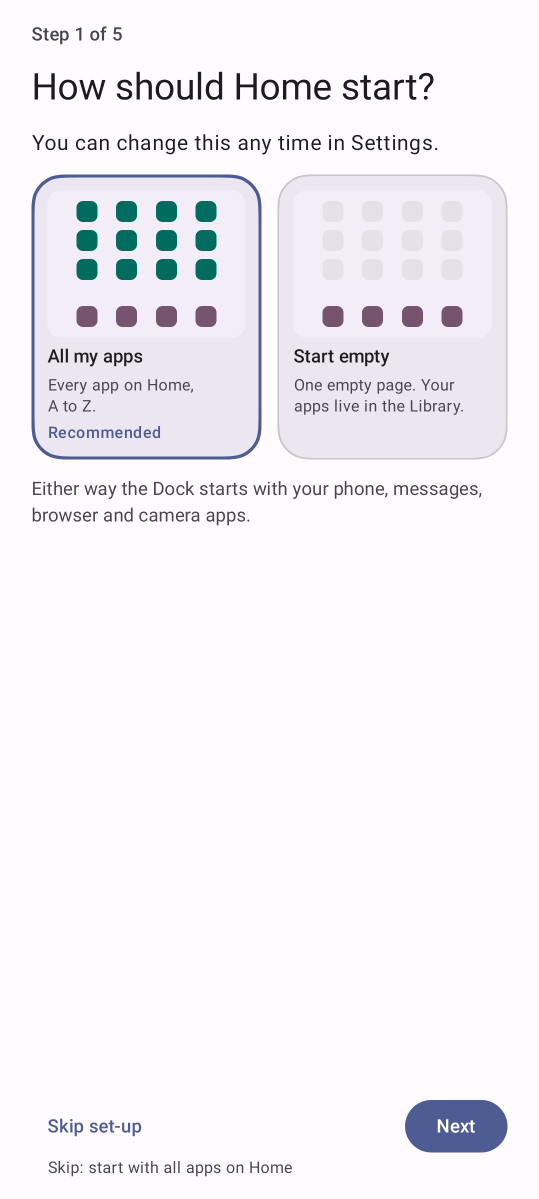 Step 1 of 5
How should Home start?
You can change this any time in Settings.
All my apps
Every app on Home,
A to Z.
Recommended
Start empty
One empty page. Your
apps live in the Library.
Either way the Dock starts with your phone, messages,
browser and camera apps.
Skip set-up
Next
Skip: start with all apps on Home